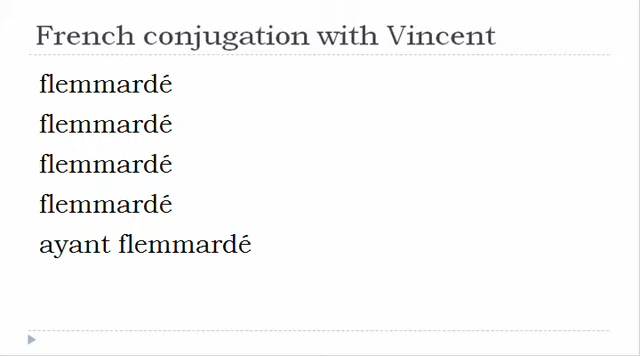 French conjugation with Vincent
flemmardé
flemmardé
flemmardé
flemmardé
ayant flemmardé